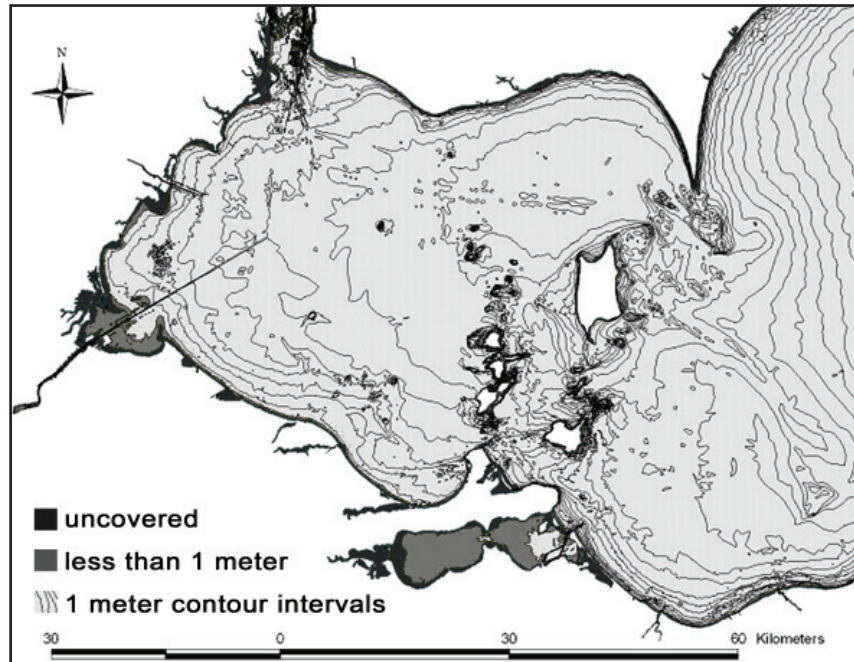 N
uncovered
less than 1 meter
1 meter contour intervals
30 0 30 60 Kilometers